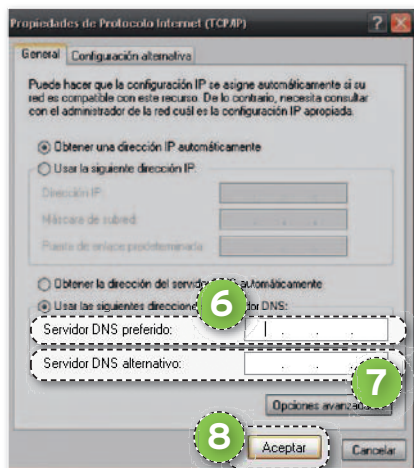 Propiedades de Protocolo Internet (TCP/IP)
General Configuración alternativa
Puede hacer que la configuración IP se asigne automáticamente si su
red es compatible con este recurso. De lo contrario, necesita consultar
con el administrador de la red cuál es la configuración IP apropiada.
Obtener una dirección IP automáticamente
Usar la siguiente dirección IP:
Dirección IP:
Máscara de subred:
Puerta de enlace predeterminada:
Obtener la dirección del servidor automáticamente
Usar las siguientes direcciones DNS:
6
Servidor DNS preferido:
Servidor DNS alternativo:
7
Opciones
8
Aceptar
Cancelar